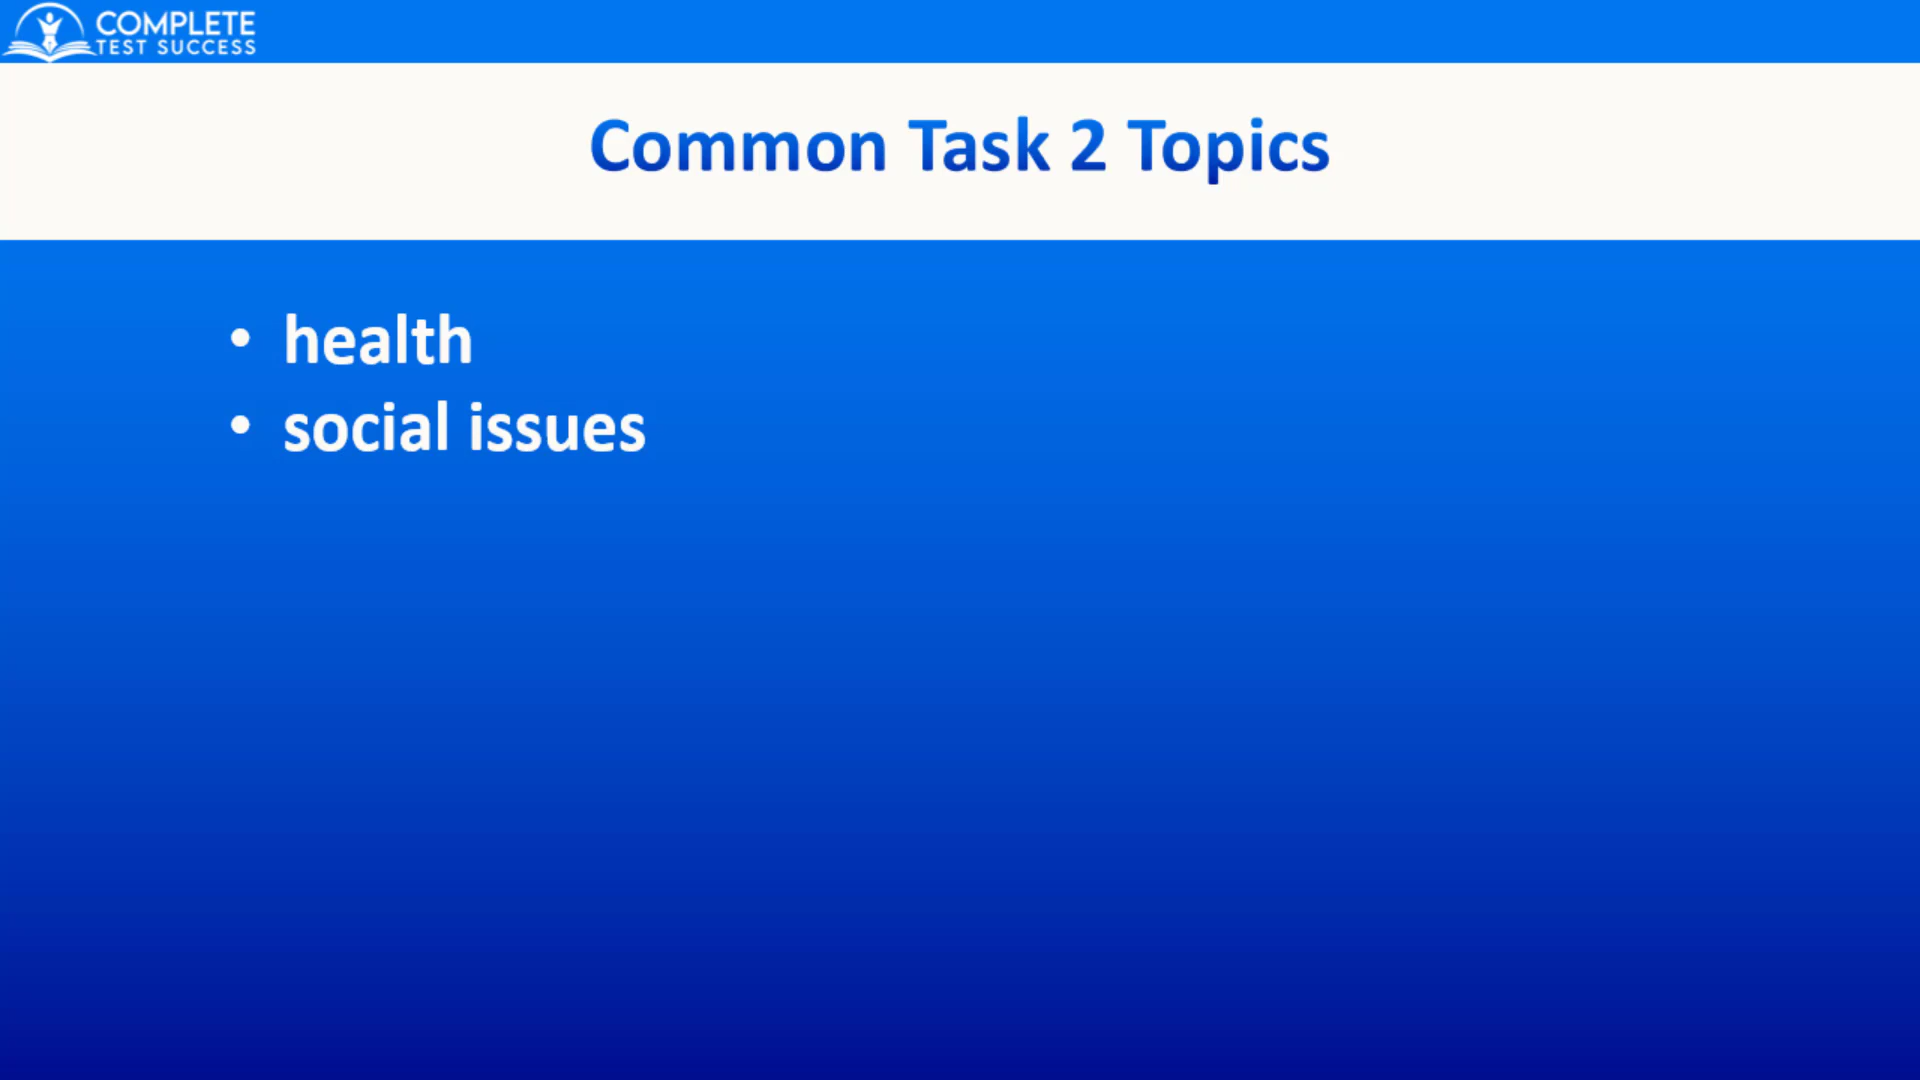 COMPLETE
TEST SUCCESS
Common Task 2 Topics
• health
• social issues